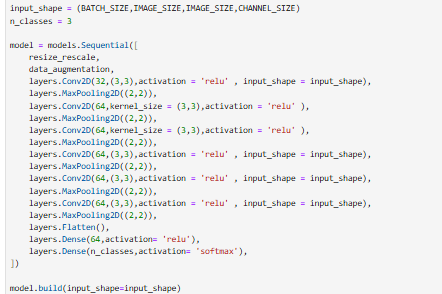 input_shape = (BATCH_SIZE,IMAGE_SIZE,IMAGE_SIZE,CHANNEL_SIZE)
n_classes = 3
model = models.Sequential([
resize_rescale,
data_augmentation,
layers.Conv2D(32,(3,3),activation = 'relu' , input_shape = input_shape),
layers.MaxPooling2D((2,2)),
layers.Conv2D(64,kernel_size = (3,3),activation = 'relu' ),
layers.MaxPooling2D((2,2)),
layers.Conv2D(64,kernel_size = (3,3),activation = 'relu' ),
layers.MaxPooling2D((2,2)),
layers.Conv2D(64,(3,3),activation = 'relu' , input_shape = input_shape),
layers.MaxPooling2D((2,2)),
layers.Conv2D(64,(3,3),activation = 'relu' , input_shape = input_shape),
layers.MaxPooling2D((2,2)),
layers.Conv2D(64,(3,3),activation = 'relu' , input_shape = input_shape),
layers.MaxPooling2D((2,2)),
layers.Flatten(),
layers.Dense(64,activation= 'relu'),
layers.Dense(n_classes,activation= 'softmax'),
])
model.build(input_shape=input_shape)